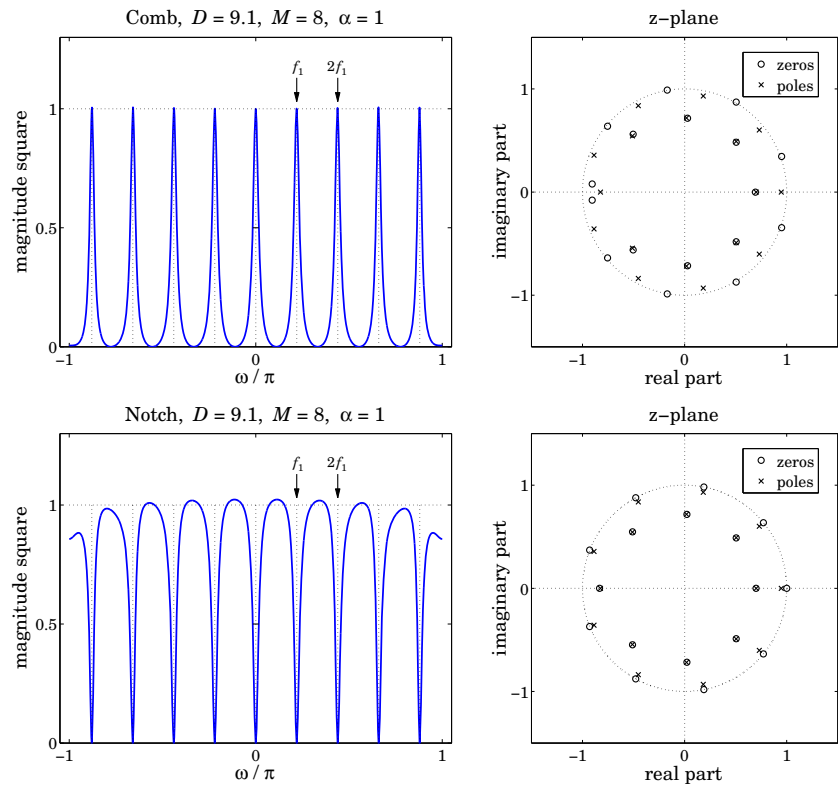 Comb, D = 9.1, M = 8, α = 1
f1
2f1
1
0.5
0
−1
0
1
magnitude square
ω / π
z-plane
zeros
poles
1
0
−1
−1
0
1
imaginary part
real part
Notch, D = 9.1, M = 8, α = 1
f1
2f1
1
0.5
0
−1
0
1
magnitude square
ω / π
z-plane
zeros
poles
1
0
−1
−1
0
1
imaginary part
real part